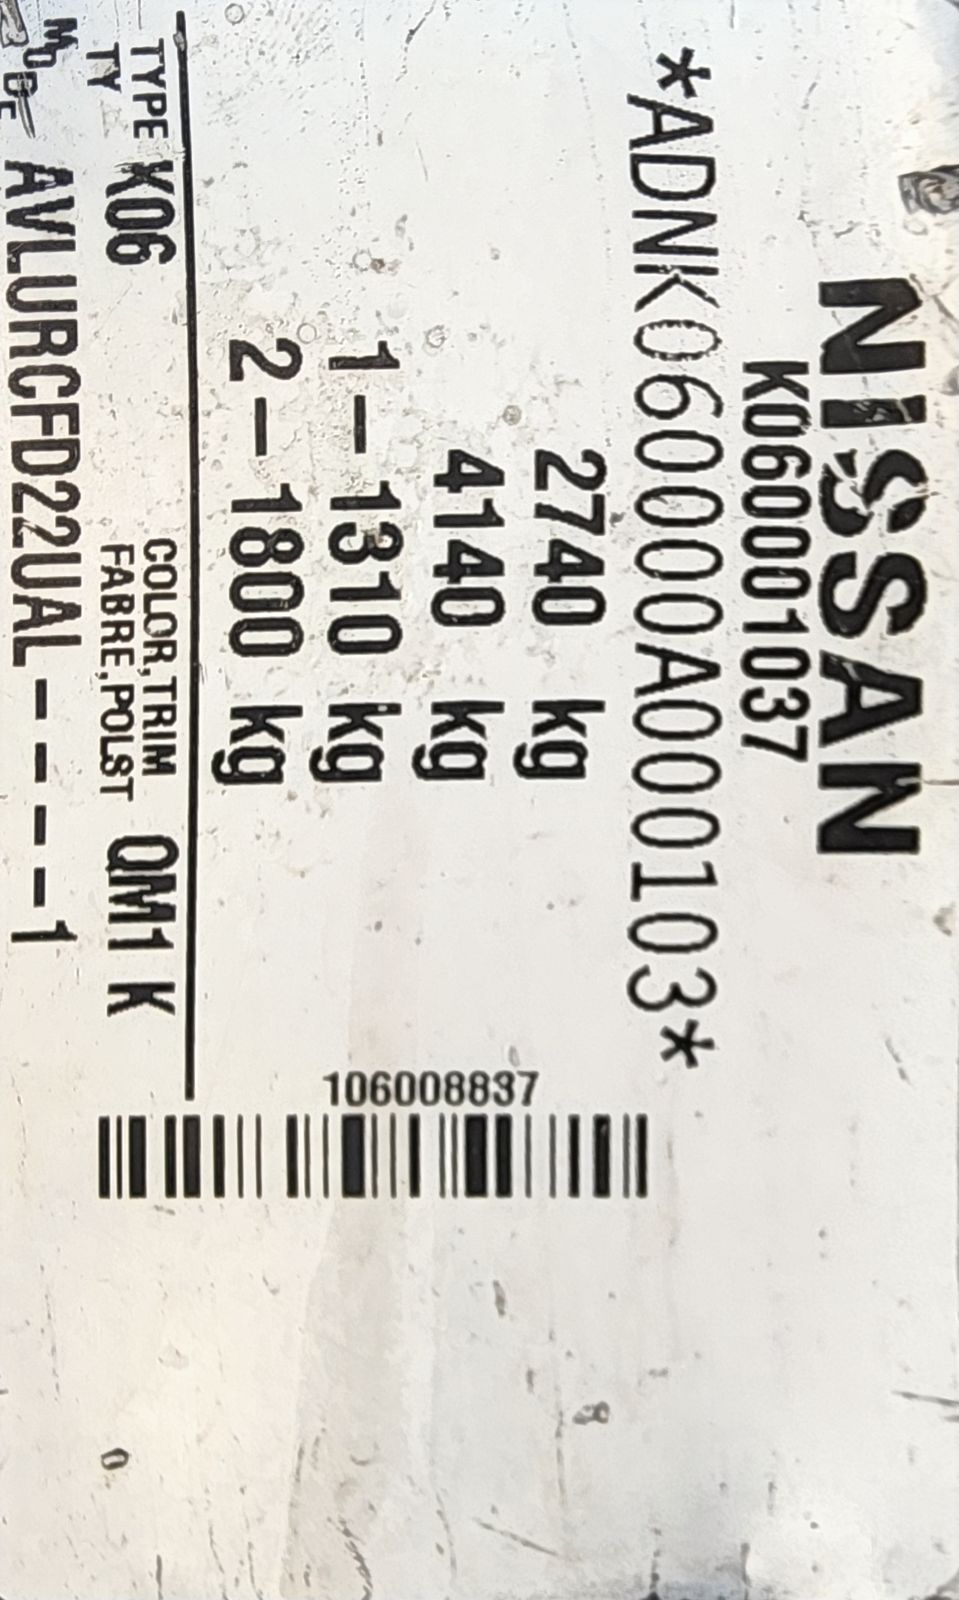 NISSAN
K060001037
*ADNK060000A000103*
2740 kg
4140 kg
1-1310 kg
2-1800 kg
TYPE K06 COLOR,TRIM QM1 K
TY FABRE,POLST
AVLURCFD22UAL----1
106008837